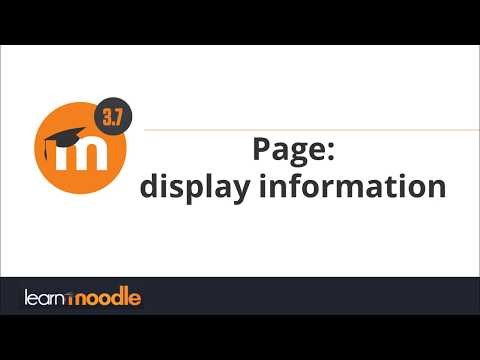 3.7
m
Page:
display information
learn moodle